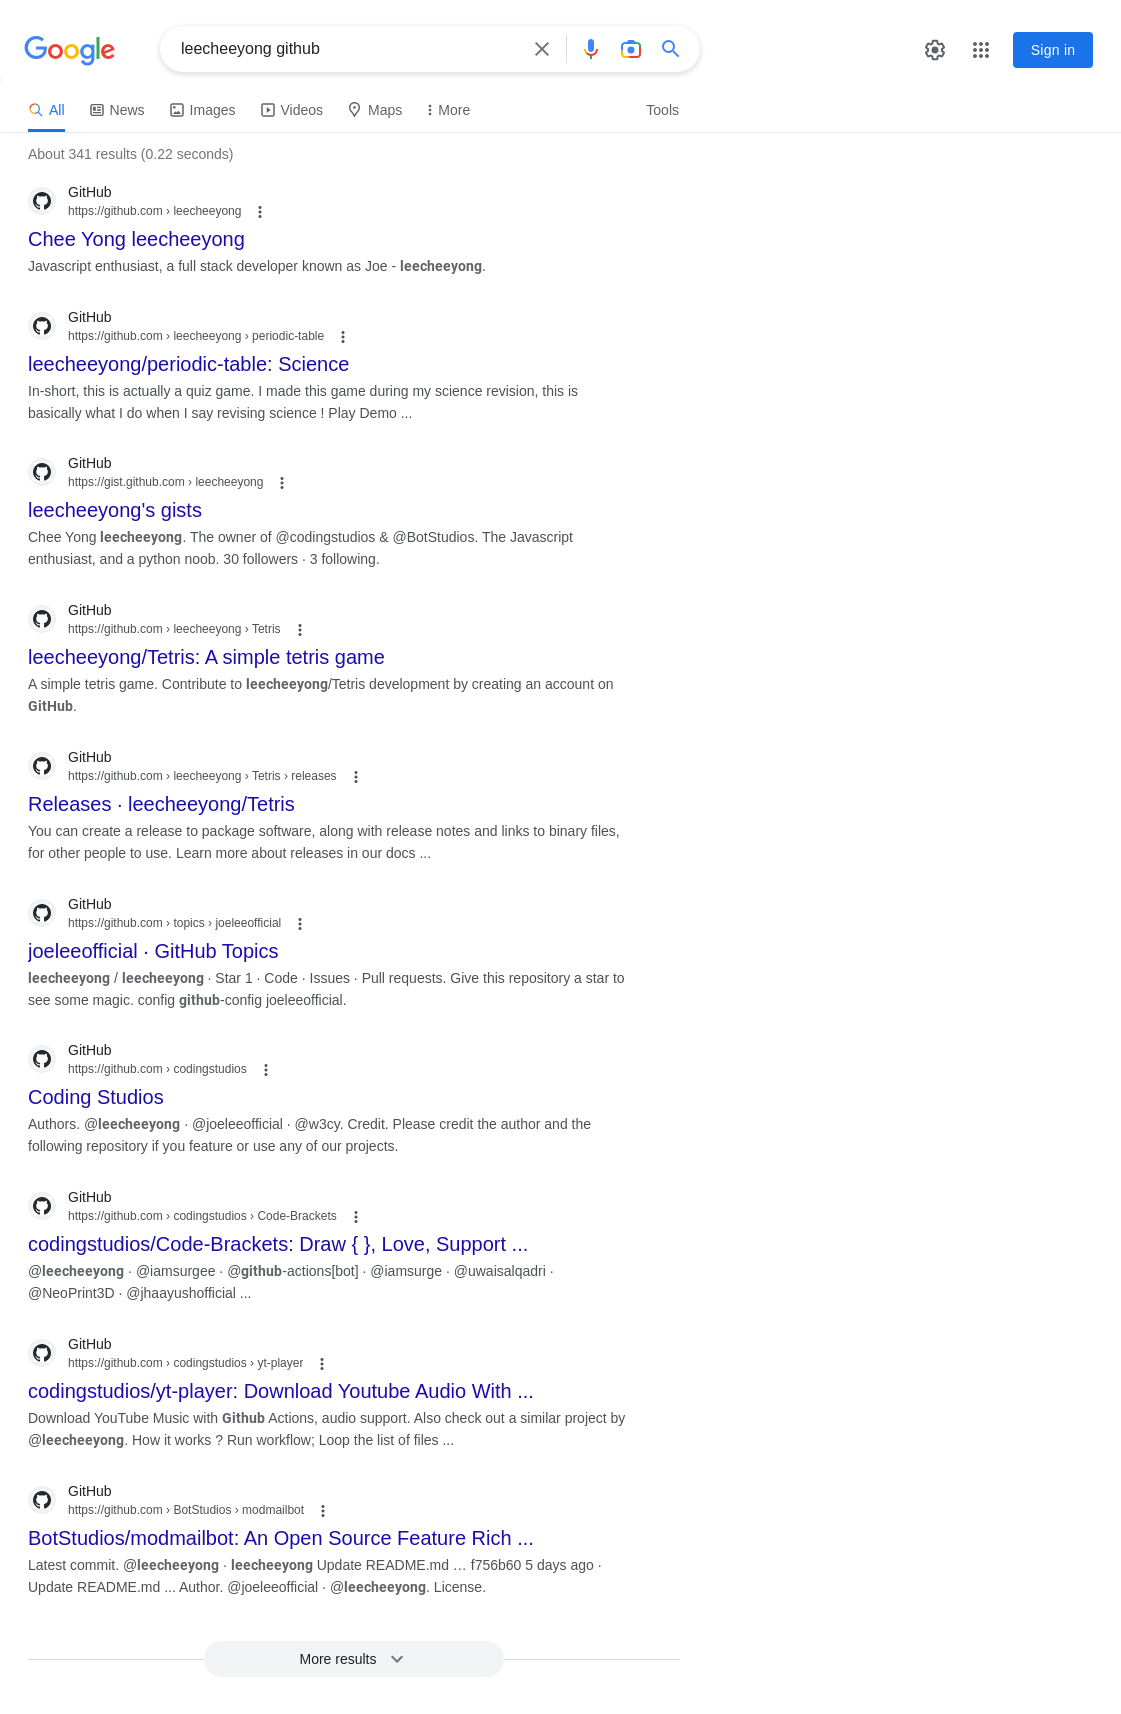 Google
leecheeyong github
Sign in
All News Images Videos Maps More Tools
About 341 results (0.22 seconds)
GitHub
https://github.com › leecheeyong
Chee Yong leecheeyong
Javascript enthusiast, a full stack developer known as Joe - leecheeyong.
GitHub
https://github.com › leecheeyong › periodic-table
leecheeyong/periodic-table: Science
In-short, this is actually a quiz game. I made this game during my science revision, this is
basically what I do when I say revising science ! Play Demo ...
GitHub
https://gist.github.com › leecheeyong
leecheeyong's gists
Chee Yong leecheeyong. The owner of @codingstudios & @BotStudios. The Javascript
enthusiast, and a python noob. 30 followers · 3 following.
GitHub
https://github.com › leecheeyong › Tetris
leecheeyong/Tetris: A simple tetris game
A simple tetris game. Contribute to leecheeyong/Tetris development by creating an account on
GitHub.
GitHub
https://github.com › leecheeyong › Tetris › releases
Releases · leecheeyong/Tetris
You can create a release to package software, along with release notes and links to binary files,
for other people to use. Learn more about releases in our docs ...
GitHub
https://github.com › topics › joeleeofficial
joeleeofficial · GitHub Topics
leecheeyong / leecheeyong · Star 1 · Code · Issues · Pull requests. Give this repository a star to
see some magic. config github-config joeleeofficial.
GitHub
https://github.com › codingstudios
Coding Studios
Authors. @leecheeyong · @joeleeofficial · @w3cy. Credit. Please credit the author and the
following repository if you feature or use any of our projects.
GitHub
https://github.com › codingstudios › Code-Brackets
codingstudios/Code-Brackets: Draw { }, Love, Support ...
@leecheeyong · @iamsurgee · @github-actions[bot] · @iamsurge · @uwaisalqadri ·
@NeoPrint3D · @jhaayushofficial ...
GitHub
https://github.com › codingstudios › yt-player
codingstudios/yt-player: Download Youtube Audio With ...
Download YouTube Music with Github Actions, audio support. Also check out a similar project by
@leecheeyong. How it works ? Run workflow; Loop the list of files ...
GitHub
https://github.com › BotStudios › modmailbot
BotStudios/modmailbot: An Open Source Feature Rich ...
Latest commit. @leecheeyong · leecheeyong Update README.md … f756b60 5 days ago ·
Update README.md ... Author. @joeleeofficial · @leecheeyong. License.
More results